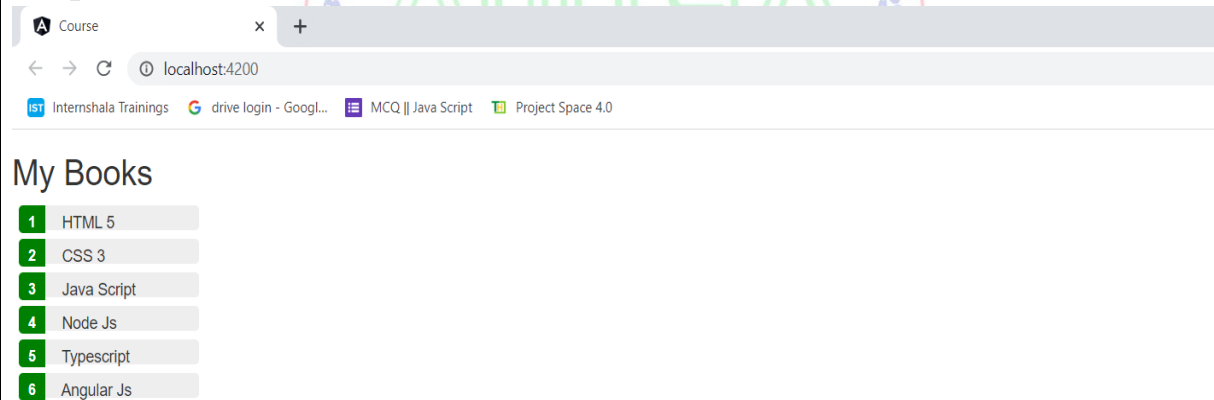 Course
localhost:4200
IST Internshala Trainings G drive login - Googl... MCQ || Java Script Project Space 4.0
My Books
1 HTML 5
2 CSS 3
3 Java Script
4 Node Js
5 Typescript
6 Angular Js